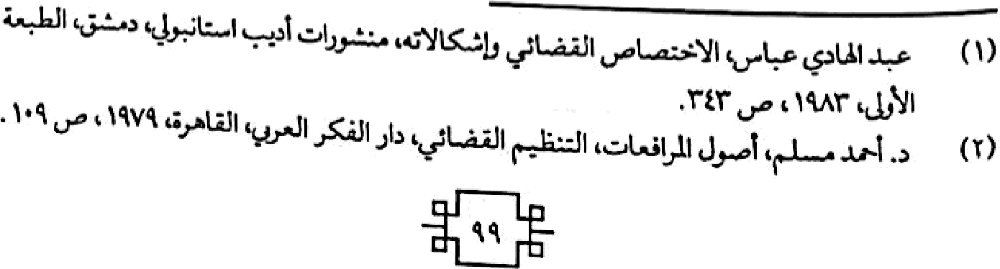 (١) عبد الهادي عباس، الاختصاص القضائي وإشكالاته، منشورات أديب استانبولي، دمشق، الطبعة
الأولى، ١٩٨٣، ص ٣٤٣.
(٢) د. أحمد مسلم، أصول المرافعات، التنظيم القضائي، دار الفكر العربي، القاهرة، ١٩٧٩، ص ١٠٩.
٩٩